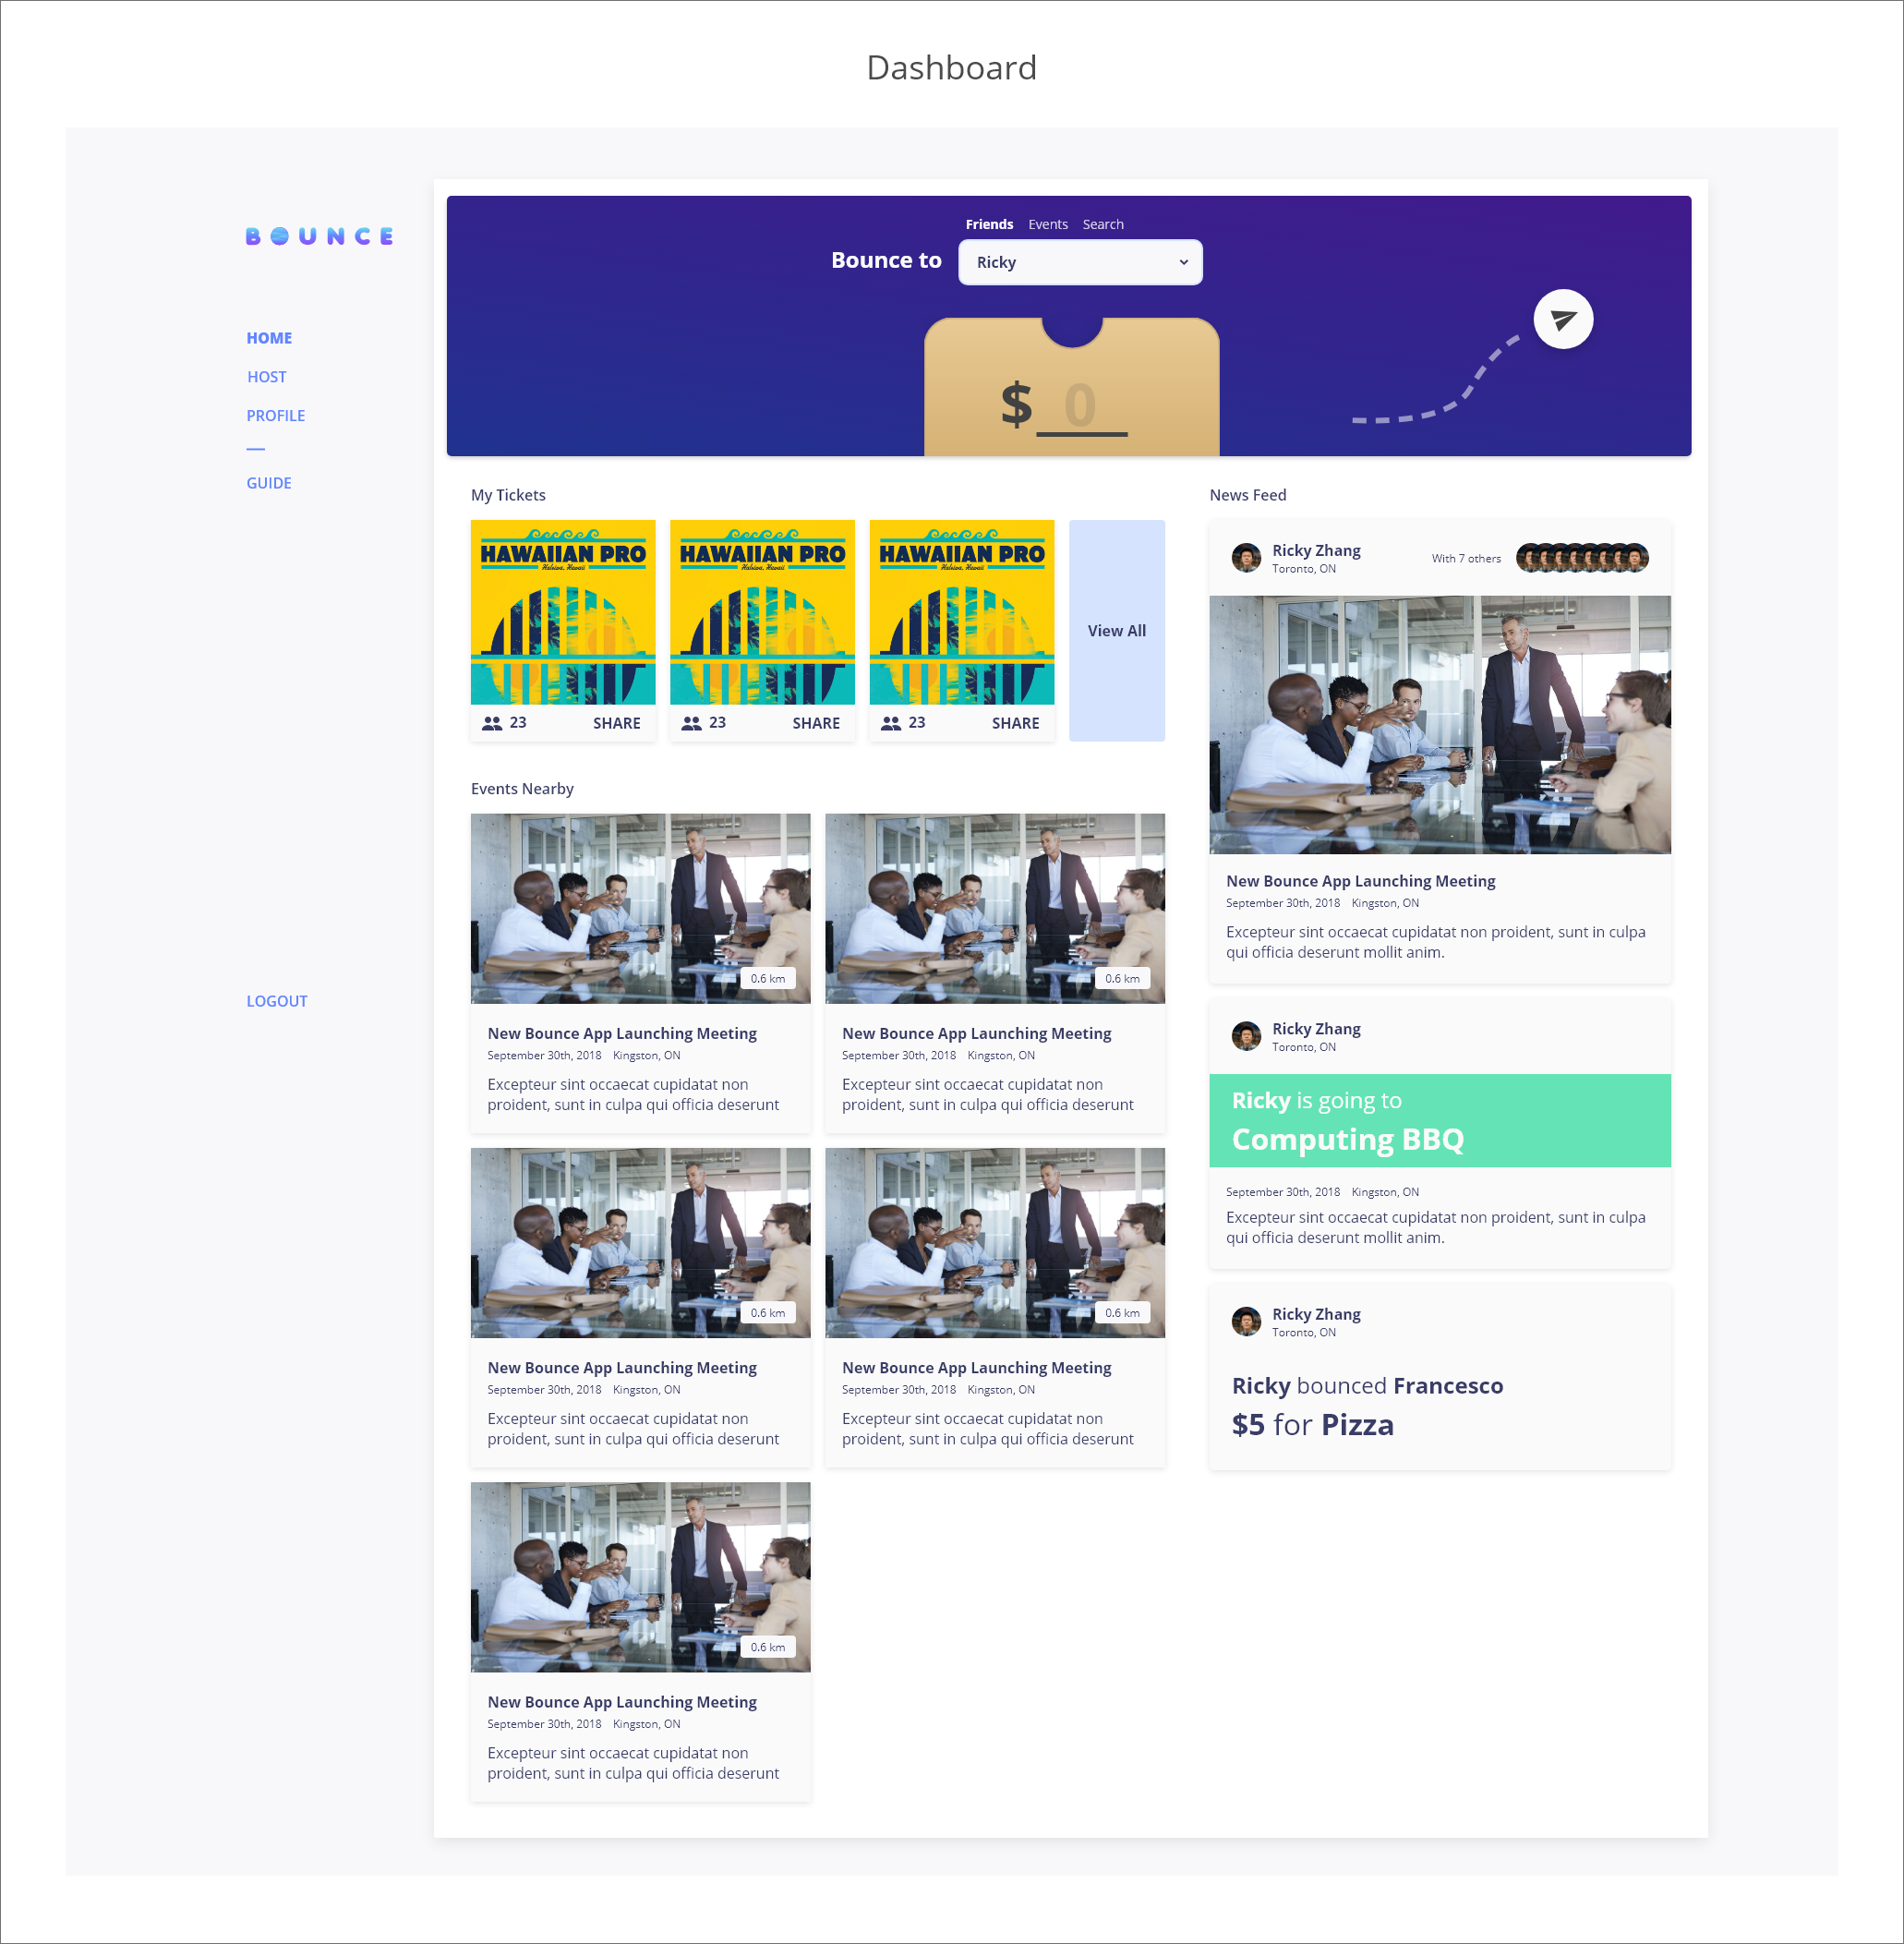 Dashboard
BOUNCE
HOME
HOST
PROFILE
GUIDE
LOGOUT
Friends Events Search
Bounce to Ricky
$ 0
My Tickets
HAWAIIAN PRO
Haleiwa, Hawaii
23 SHARE
HAWAIIAN PRO
Haleiwa, Hawaii
23 SHARE
HAWAIIAN PRO
Haleiwa, Hawaii
23 SHARE
View All
Events Nearby
0.6 km
New Bounce App Launching Meeting
September 30th, 2018 Kingston, ON
Excepteur sint occaecat cupidatat non
proident, sunt in culpa qui officia deserunt
0.6 km
New Bounce App Launching Meeting
September 30th, 2018 Kingston, ON
Excepteur sint occaecat cupidatat non
proident, sunt in culpa qui officia deserunt
0.6 km
New Bounce App Launching Meeting
September 30th, 2018 Kingston, ON
Excepteur sint occaecat cupidatat non
proident, sunt in culpa qui officia deserunt
0.6 km
New Bounce App Launching Meeting
September 30th, 2018 Kingston, ON
Excepteur sint occaecat cupidatat non
proident, sunt in culpa qui officia deserunt
0.6 km
New Bounce App Launching Meeting
September 30th, 2018 Kingston, ON
Excepteur sint occaecat cupidatat non
proident, sunt in culpa qui officia deserunt
News Feed
Ricky Zhang
Toronto, ON
With 7 others
New Bounce App Launching Meeting
September 30th, 2018 Kingston, ON
Excepteur sint occaecat cupidatat non proident, sunt in culpa
qui officia deserunt mollit anim.
Ricky Zhang
Toronto, ON
Ricky is going to
Computing BBQ
September 30th, 2018 Kingston, ON
Excepteur sint occaecat cupidatat non proident, sunt in culpa
qui officia deserunt mollit anim.
Ricky Zhang
Toronto, ON
Ricky bounced Francesco
$5 for Pizza